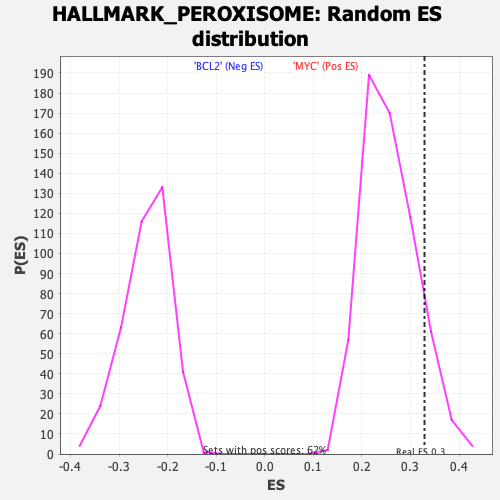 HALLMARK_PEROXISOME: Random ES
distribution
'BCL2' (Neg ES) 'MYC' (Pos ES)
190
180
170
160
150
140
130
120
110
100
90
80
70
60
50
40
30
20
10
0
P(ES)
Sets with pos scores: 62%
Real ES 0.3
-0.4 -0.3 -0.2 -0.1 0.0 0.1 0.2 0.3 0.4
ES